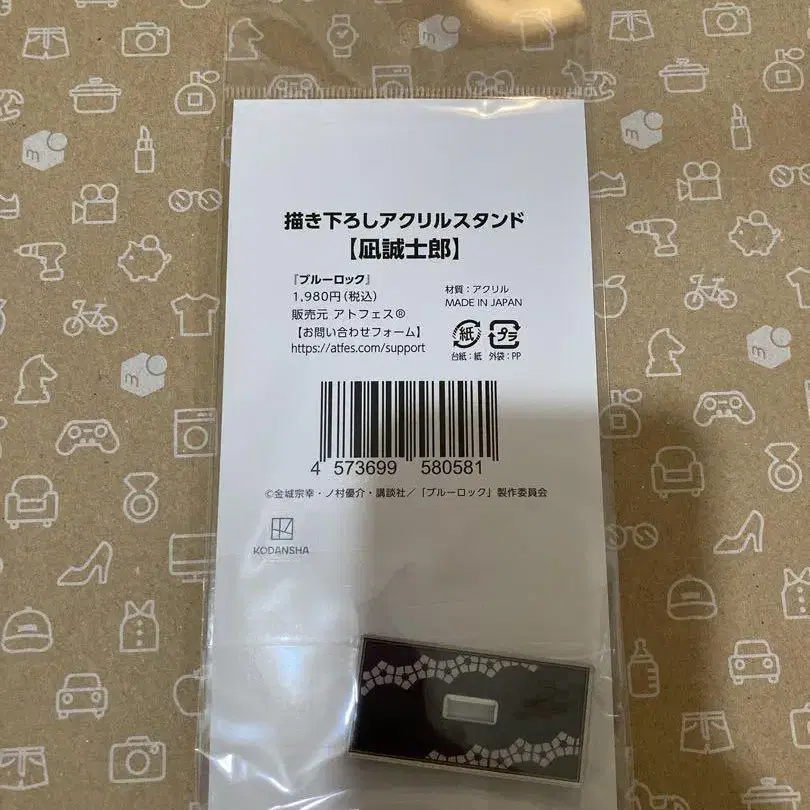 描き下ろしアクリルスタンド
【凪誠士郎】
『ブルーロック』
1,980円(税込)
販売元 アトフェス®
【お問い合わせフォーム】
https://atfes.com/support
材質:アクリル
MADE IN JAPAN
紙
プラ
台紙:紙 外袋:PP
4 573699 580581
©金城宗幸・ノ村優介・講談社/「ブルーロック」製作委員会
KODANSHA